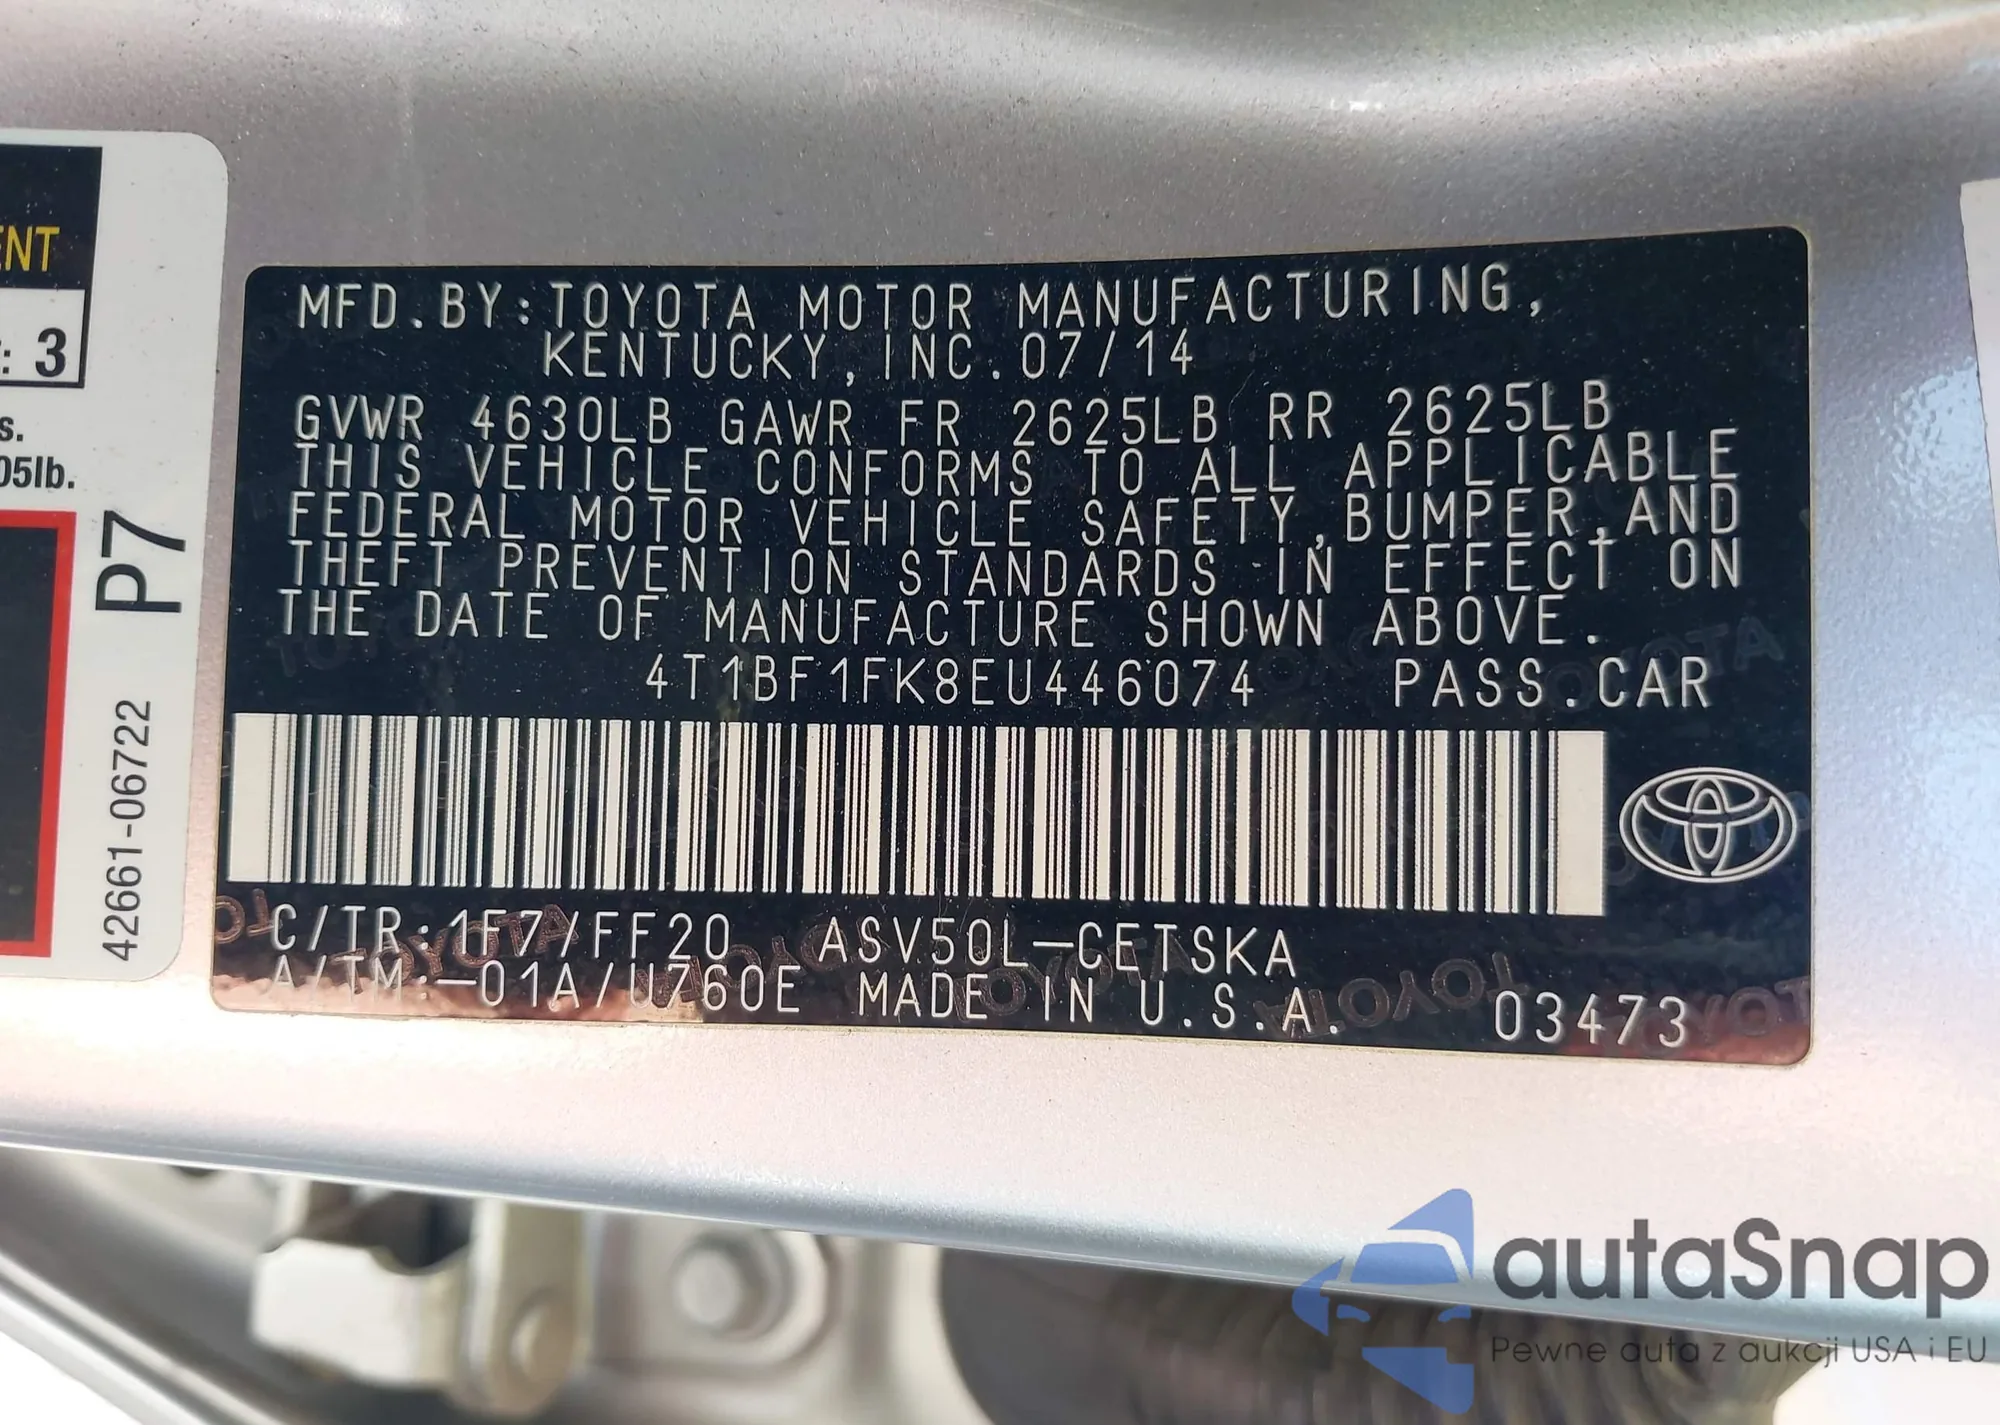 ENT
: 3
s.
05lb.
P7
42661-06722
MFD.BY:TOYOTA MOTOR MANUFACTURING,
KENTUCKY,INC.07/14
GVWR 4630LB GAWR FR 2625LB RR 2625LB
THIS VEHICLE CONFORMS TO ALL APPLICABLE
FEDERAL MOTOR VEHICLE SAFETY,BUMPER,AND
THEFT PREVENTION STANDARDS IN EFFECT ON
THE DATE OF MANUFACTURE SHOWN ABOVE.
4T1BF1FK8EU446074 PASS.CAR
C/TR:1F7/FF20 ASV50L-CETSKA
A/TM:-01A/U760E MADE IN U.S.A. 03473
autaSnap
Pewne auta z aukcji USA i EU